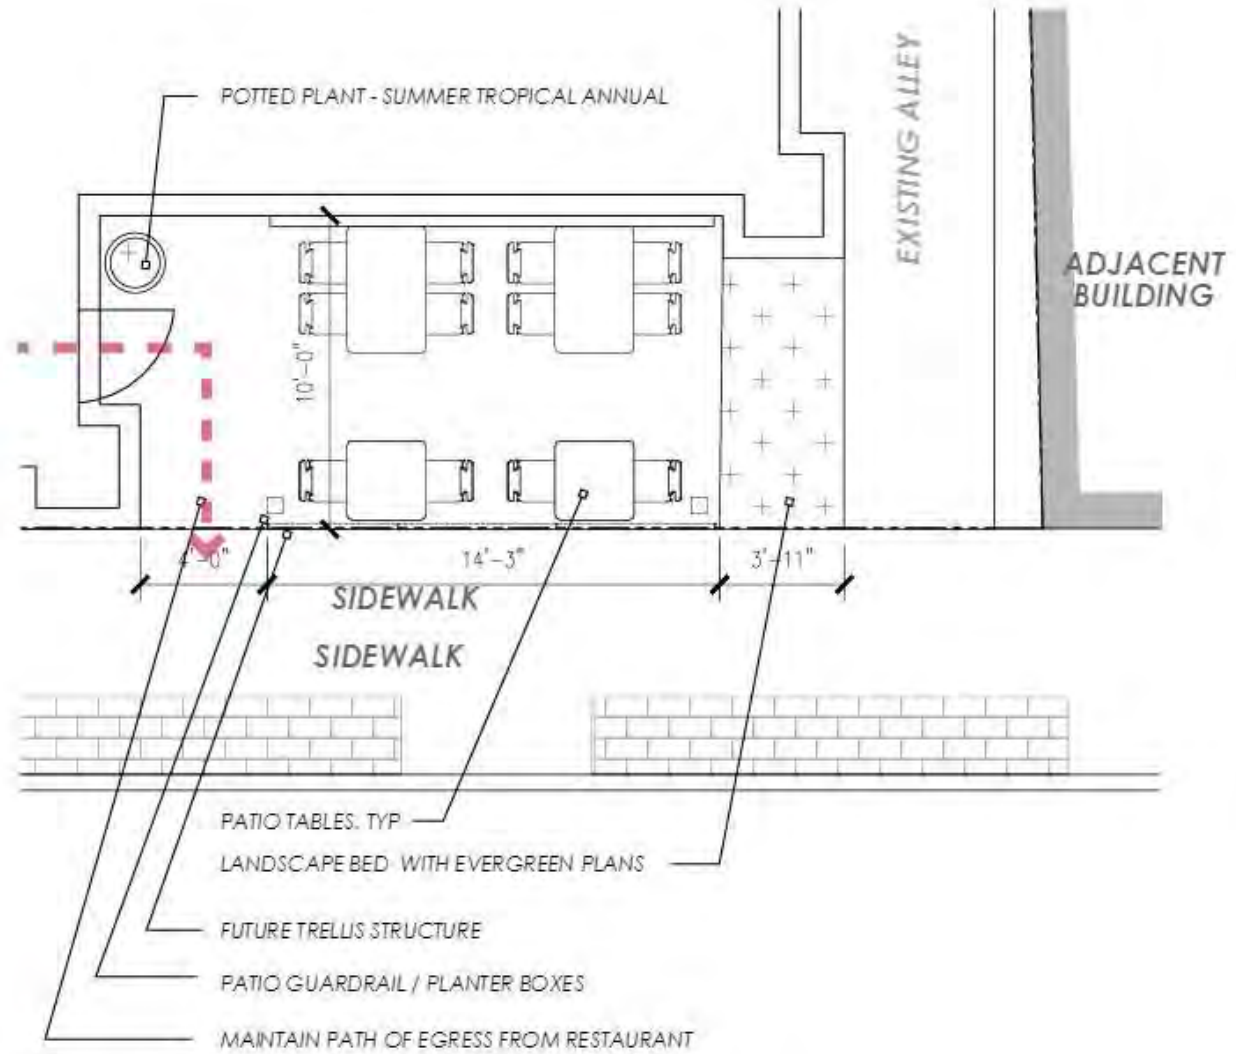 POTTED PLANT - SUMMER TROPICAL ANNUAL
EXISTING ALLEY
ADJACENT
BUILDING
10'-0"
4'-0"
14'-3"
3'-11"
SIDEWALK
SIDEWALK
PATIO TABLES. TYP
LANDSCAPE BED WITH EVERGREEN PLANS
FUTURE TRELLIS STRUCTURE
PATIO GUARDRAIL / PLANTER BOXES
MAINTAIN PATH OF EGRESS FROM RESTAURANT